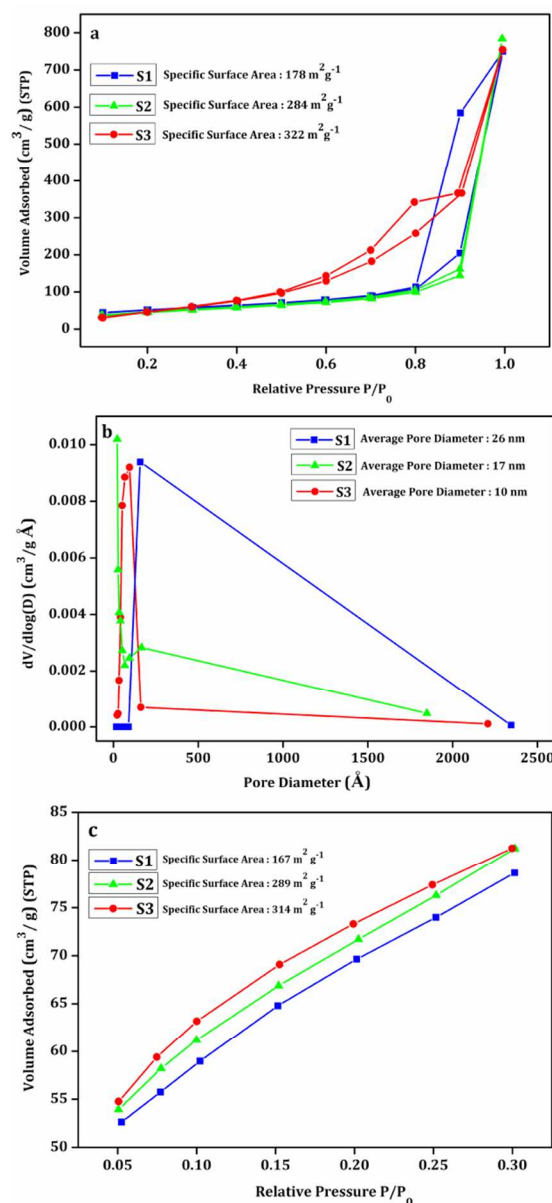 a
S1 Specific Surface Area : 178 m²g⁻¹
S2 Specific Surface Area : 284 m²g⁻¹
S3 Specific Surface Area : 322 m²g⁻¹
Volume Adsorbed (cm³/ g) (STP)
800
700
600
500
400
300
200
100
0
0.2 0.4 0.6 0.8 1.0
Relative Pressure P/P₀
b
S1 Average Pore Diameter : 26 nm
S2 Average Pore Diameter : 17 nm
S3 Average Pore Diameter : 10 nm
dV/dlog(D) (cm³/g Å)
0.010
0.008
0.006
0.004
0.002
0.000
0 500 1000 1500 2000 2500
Pore Diameter (Å)
c
S1 Specific Surface Area : 167 m² g⁻¹
S2 Specific Surface Area : 289 m² g⁻¹
S3 Specific Surface Area : 314 m² g⁻¹
Volume Adsorbed (cm³/ g) (STP)
85
80
75
70
65
60
55
50
0.05 0.10 0.15 0.20 0.25 0.30
Relative Pressure P/P₀